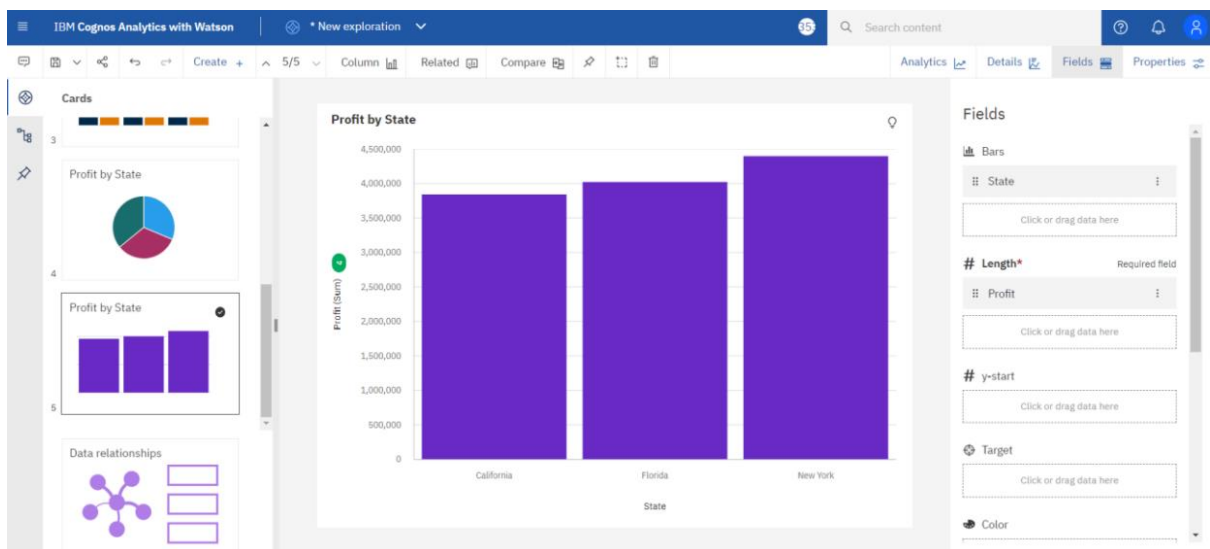 IBM Cognos Analytics with Watson
* New exploration
Search content
Create +
5/5
Column
Related
Compare
Analytics
Details
Fields
Properties
Cards
3
Profit by State
4
Profit by State
5
Data relationships
Profit by State
4,500,000
4,000,000
3,500,000
3,000,000
2,500,000
2,000,000
1,500,000
1,000,000
500,000
0
Profit (Sum)
California
Florida
New York
State
Fields
Bars
State
Click or drag data here
# Length*
Required field
Profit
Click or drag data here
# y-start
Click or drag data here
Target
Click or drag data here
Color